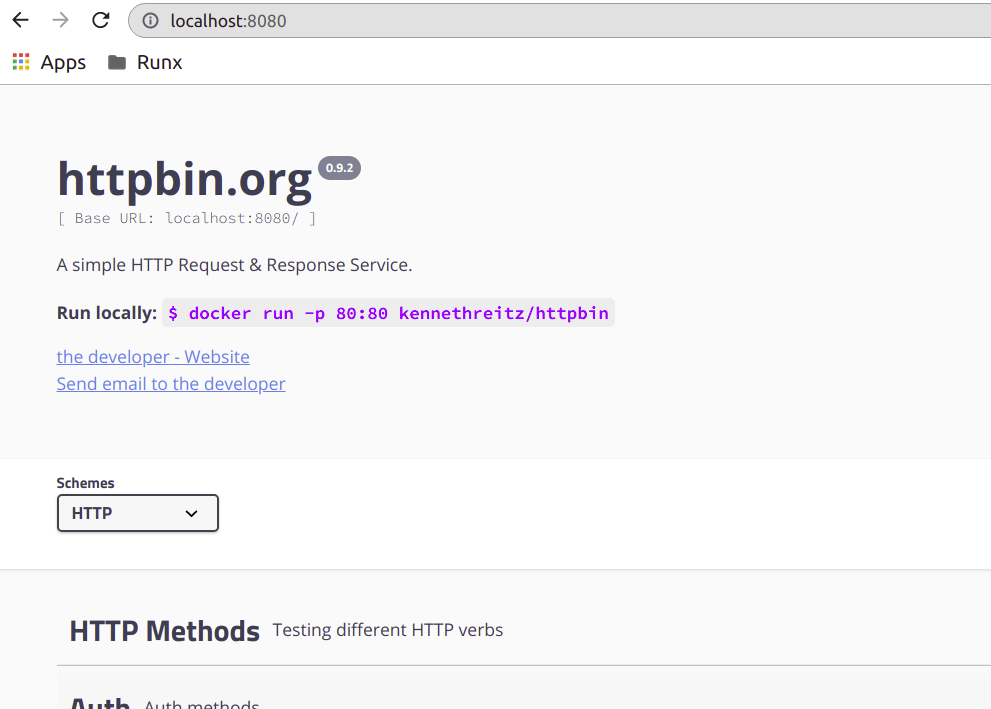 localhost:8080
Apps Runx
httpbin.org 0.9.2
[ Base URL: localhost:8080/ ]
A simple HTTP Request & Response Service.
Run locally: $ docker run -p 80:80 kennethreitz/httpbin
the developer - Website
Send email to the developer
Schemes
HTTP
HTTP Methods Testing different HTTP verbs
Auth Auth methods